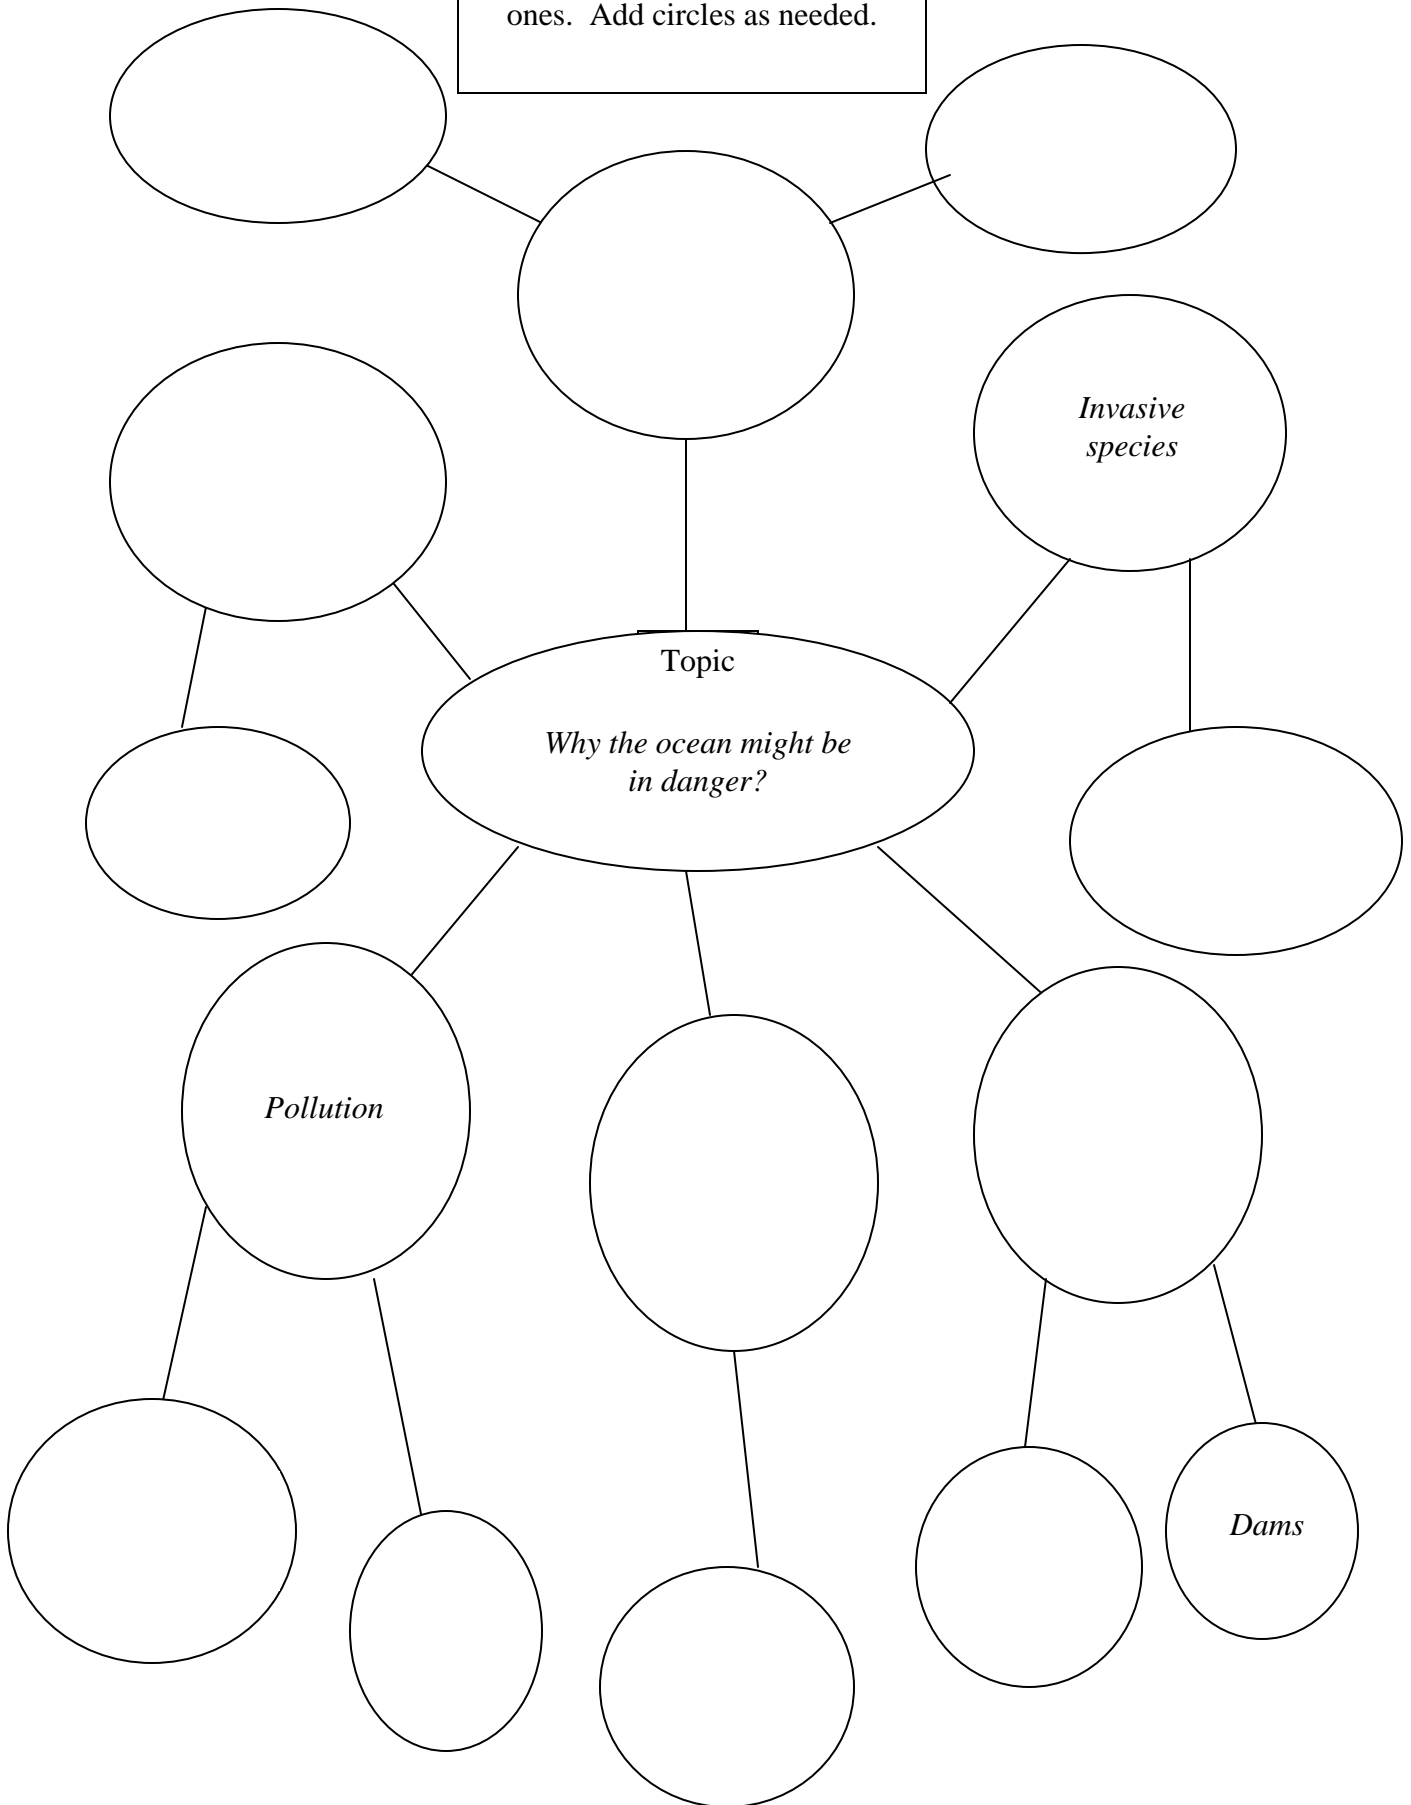 ones.  Add circles as needed.
Invasive
species
Topic
Why the ocean might be
in danger?
Pollution
Dams